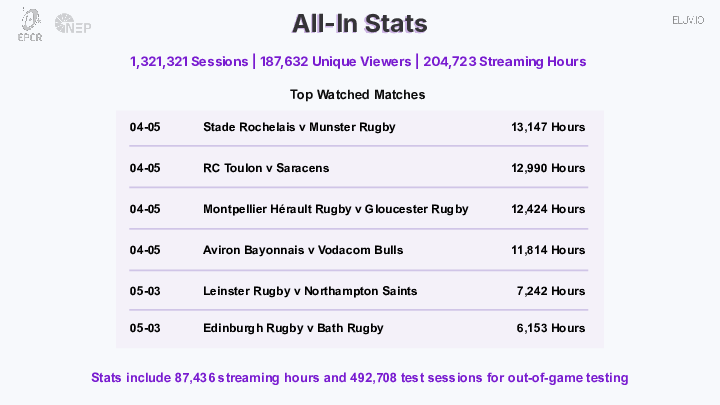 EPCR
NEP
All-In Stats
ELUV.IO
1,321,321 Sessions | 187,632 Unique Viewers | 204,723 Streaming Hours
Top Watched Matches
04-05 Stade Rochelais v Munster Rugby 13,147 Hours
04-05 RC Toulon v Saracens 12,990 Hours
04-05 Montpellier Hérault Rugby v Gloucester Rugby 12,424 Hours
04-05 Aviron Bayonnais v Vodacom Bulls 11,814 Hours
05-03 Leinster Rugby v Northampton Saints 7,242 Hours
05-03 Edinburgh Rugby v Bath Rugby 6,153 Hours
Stats include 87,436 streaming hours and 492,708 test sessions for out-of-game testing